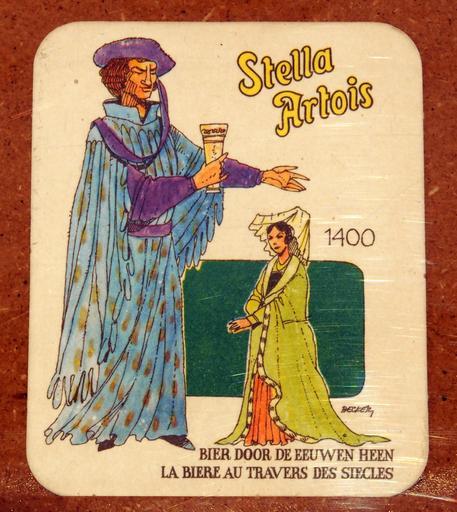 Stella
Artois
1400
BIER DOOR DE EEUWEN HEEN
LA BIERE AU TRAVERS DES SIECLES